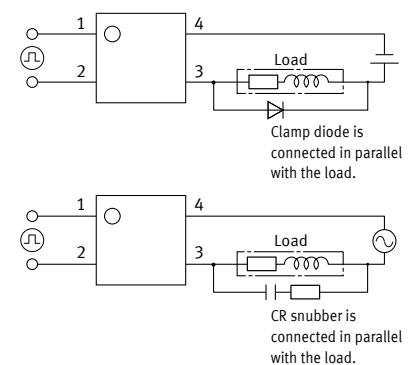 1 4
Load
2 3
Clamp diode is
connected in parallel
with the load.
1 4
Load
2 3
CR snubber is
connected in parallel
with the load.